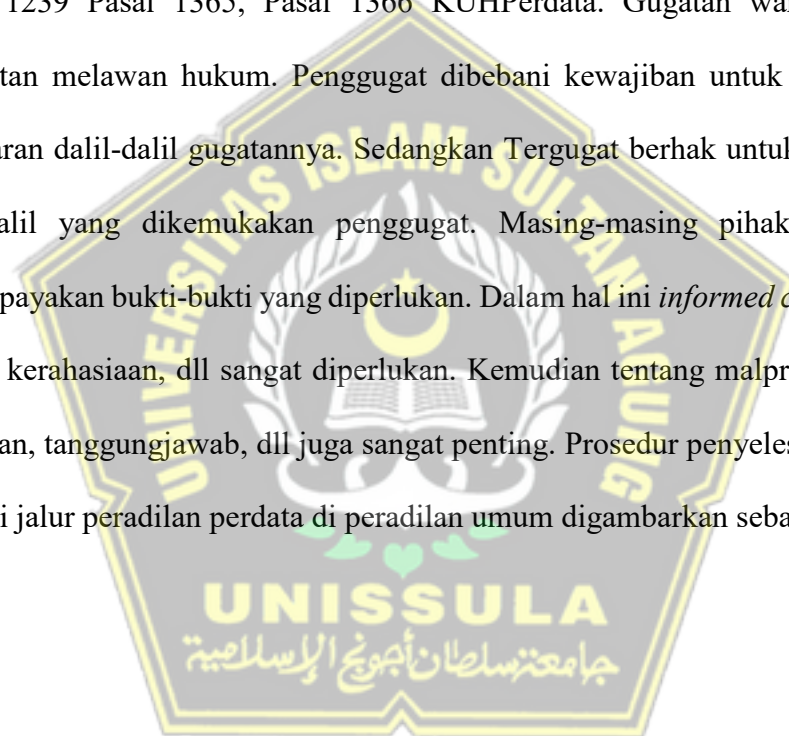 1239 Pasal 1365, Pasal 1366 KUHPerdata. Gugatan
tan melawan hukum. Penggugat dibebani kewajiban untuk
aran dalil-dalil gugatannya. Sedangkan Tergugat berhak untuk
alil yang dikemukakan penggugat. Masing-masing pihak
payakan bukti-bukti yang diperlukan. Dalam hal ini informed
kerahasiaan, dll sangat diperlukan. Kemudian tentang malpr
an, tanggungjawab, dll juga sangat penting. Prosedur penyeles
i jalur peradilan perdata di peradilan umum digambarkan seba
UNIVERSITAS ISLAM SULTAN AGUNG
UNISSULA
جامعة سلطان أجونج الإسلامية